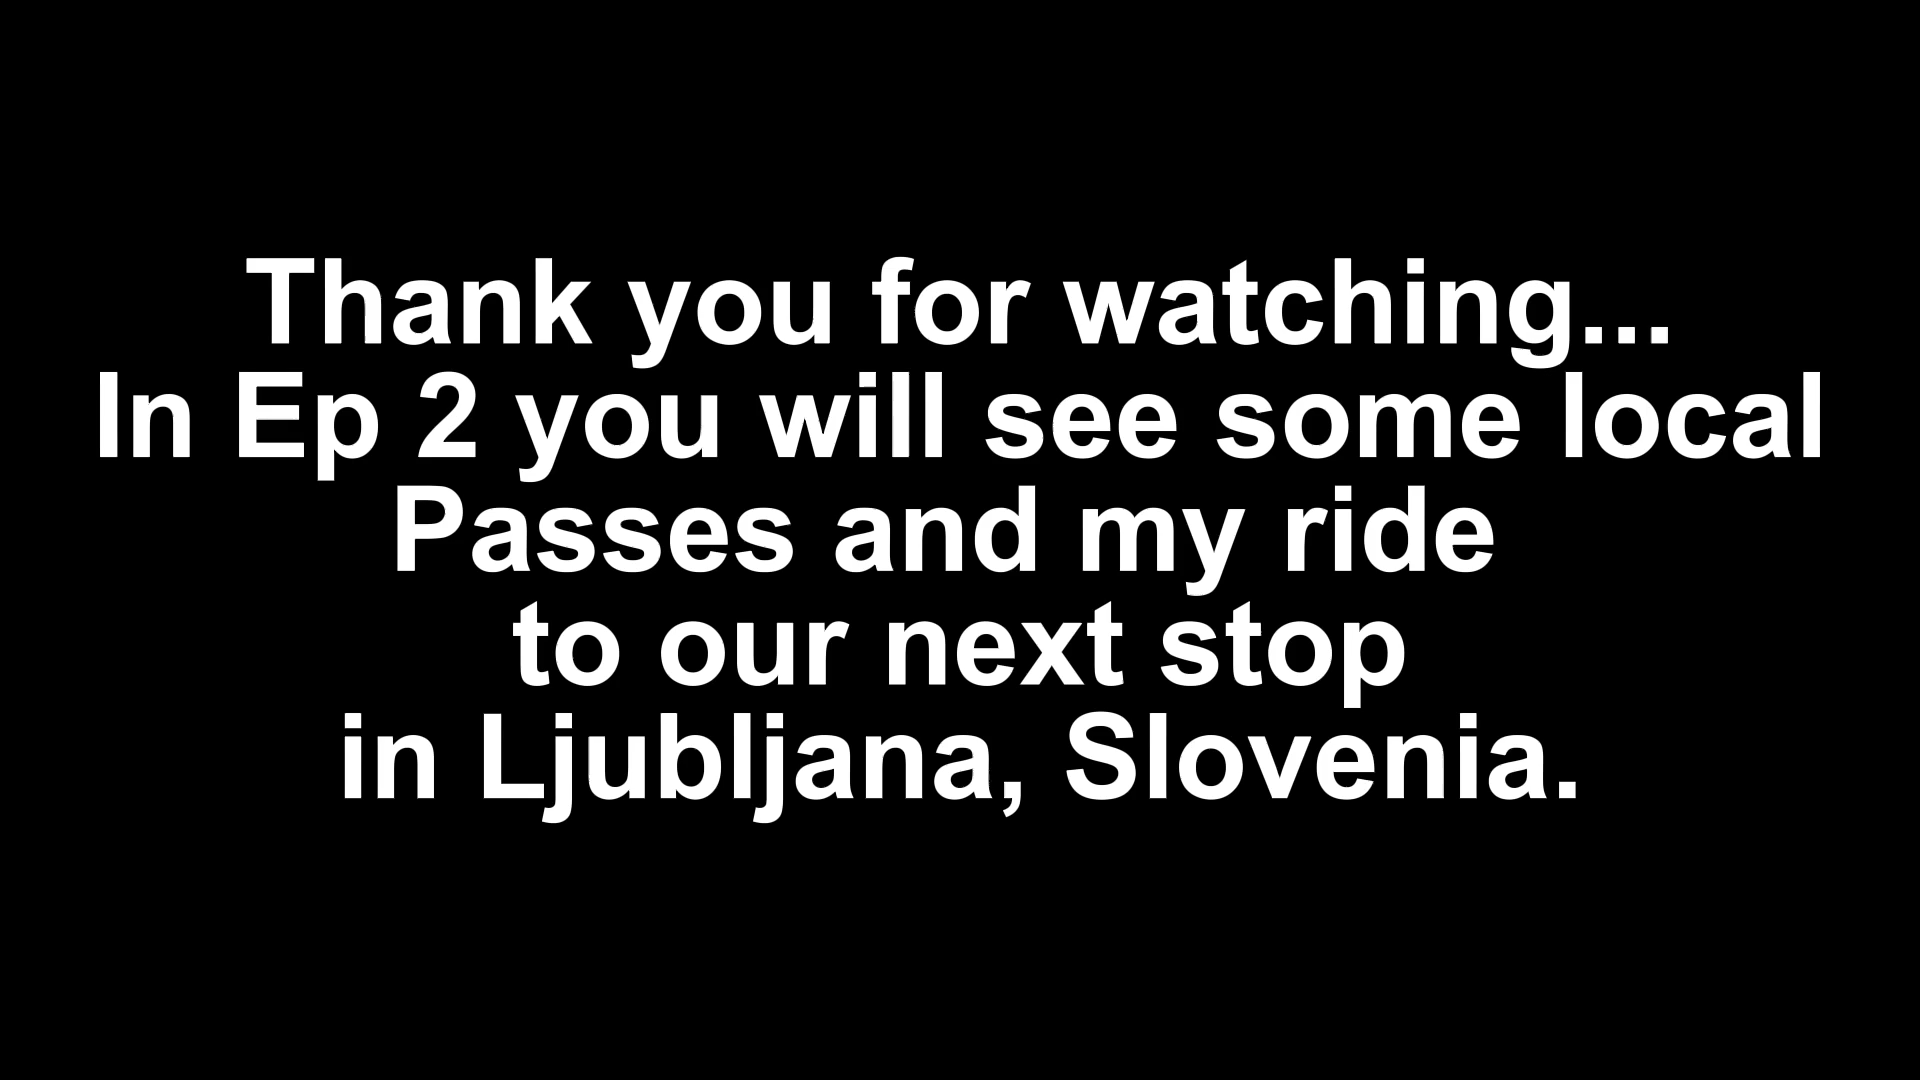 Thank you for watching...
In Ep 2 you will see some local
Passes and my ride
to our next stop
in Ljubljana, Slovenia.